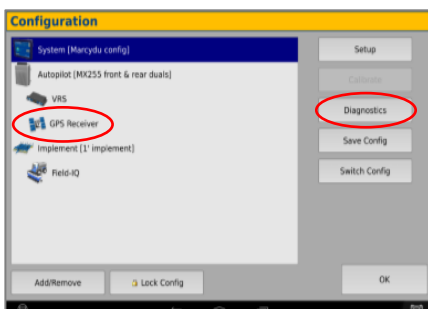 Configuration
System [Marcydu config]
Setup
Autopilot [MX255 front & rear duals]
Calibrate
VRS
Diagnostics
GPS Receiver
Implement [1' implement]
Save Config
Field-IQ
Switch Config
Add/Remove
Lock Config
OK